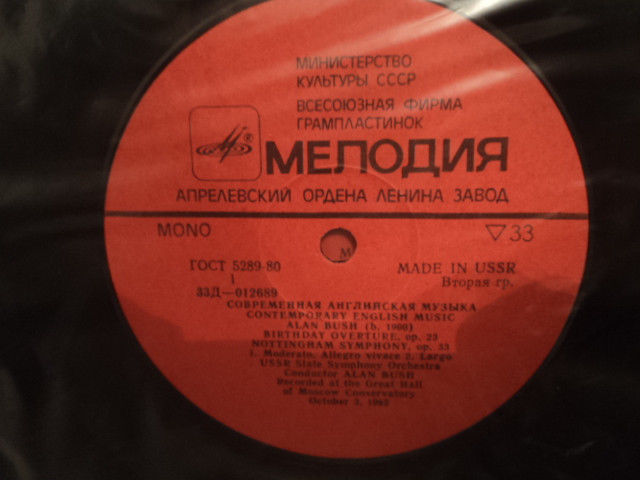 МИНИСТЕРСТВО
КУЛЬТУРЫ СССР
ВСЕСОЮЗНАЯ ФИРМА
ГРАМПЛАСТИНОК
®
МЕЛОДИЯ
АПРЕЛЕВСКИЙ ОРДЕНА ЛЕНИНА ЗАВОД
MONO
▽33
ГОСТ 5289-80
MADE IN USSR
1
Вторая гр.
33Д—012689
М
СОВРЕМЕННАЯ АНГЛИЙСКАЯ МУЗЫКА
CONTEMPORARY ENGLISH MUSIC
ALAN BUSH (b. 1900)
BIRTHDAY OVERTURE, op. 23
NOTTINGHAM SYMPHONY, op. 33
1. Moderato, Allegro vivace 2. Largo
USSR State Symphony Orchestra
Conductor ALAN BUSH
Recorded at the Great Hall
of Moscow Conservatory
October 3,